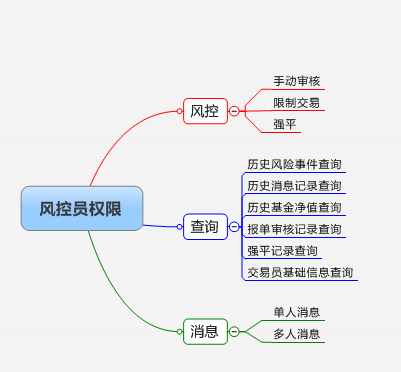 风控员权限
风控
手动审核
限制交易
强平
查询
历史风险事件查询
历史消息记录查询
历史基金净值查询
报单审核记录查询
强平记录查询
交易员基础信息查询
消息
单人消息
多人消息